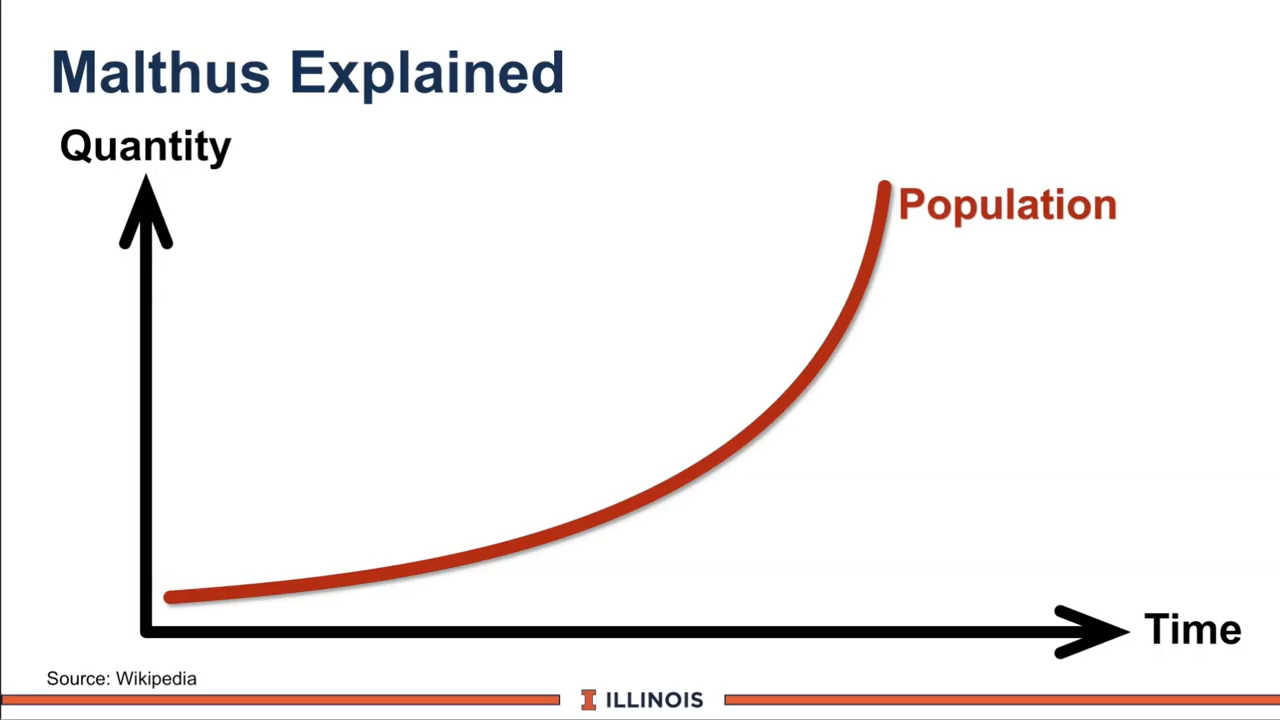 Malthus Explained
Quantity
Population
Time
Source: Wikipedia
ILLINOIS